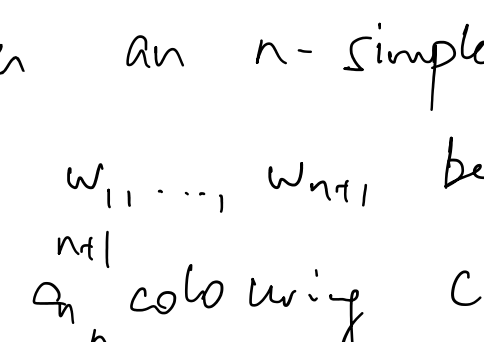 an n- simple
w₁, ..., wₙ₊₁ be
n+1
colouring C